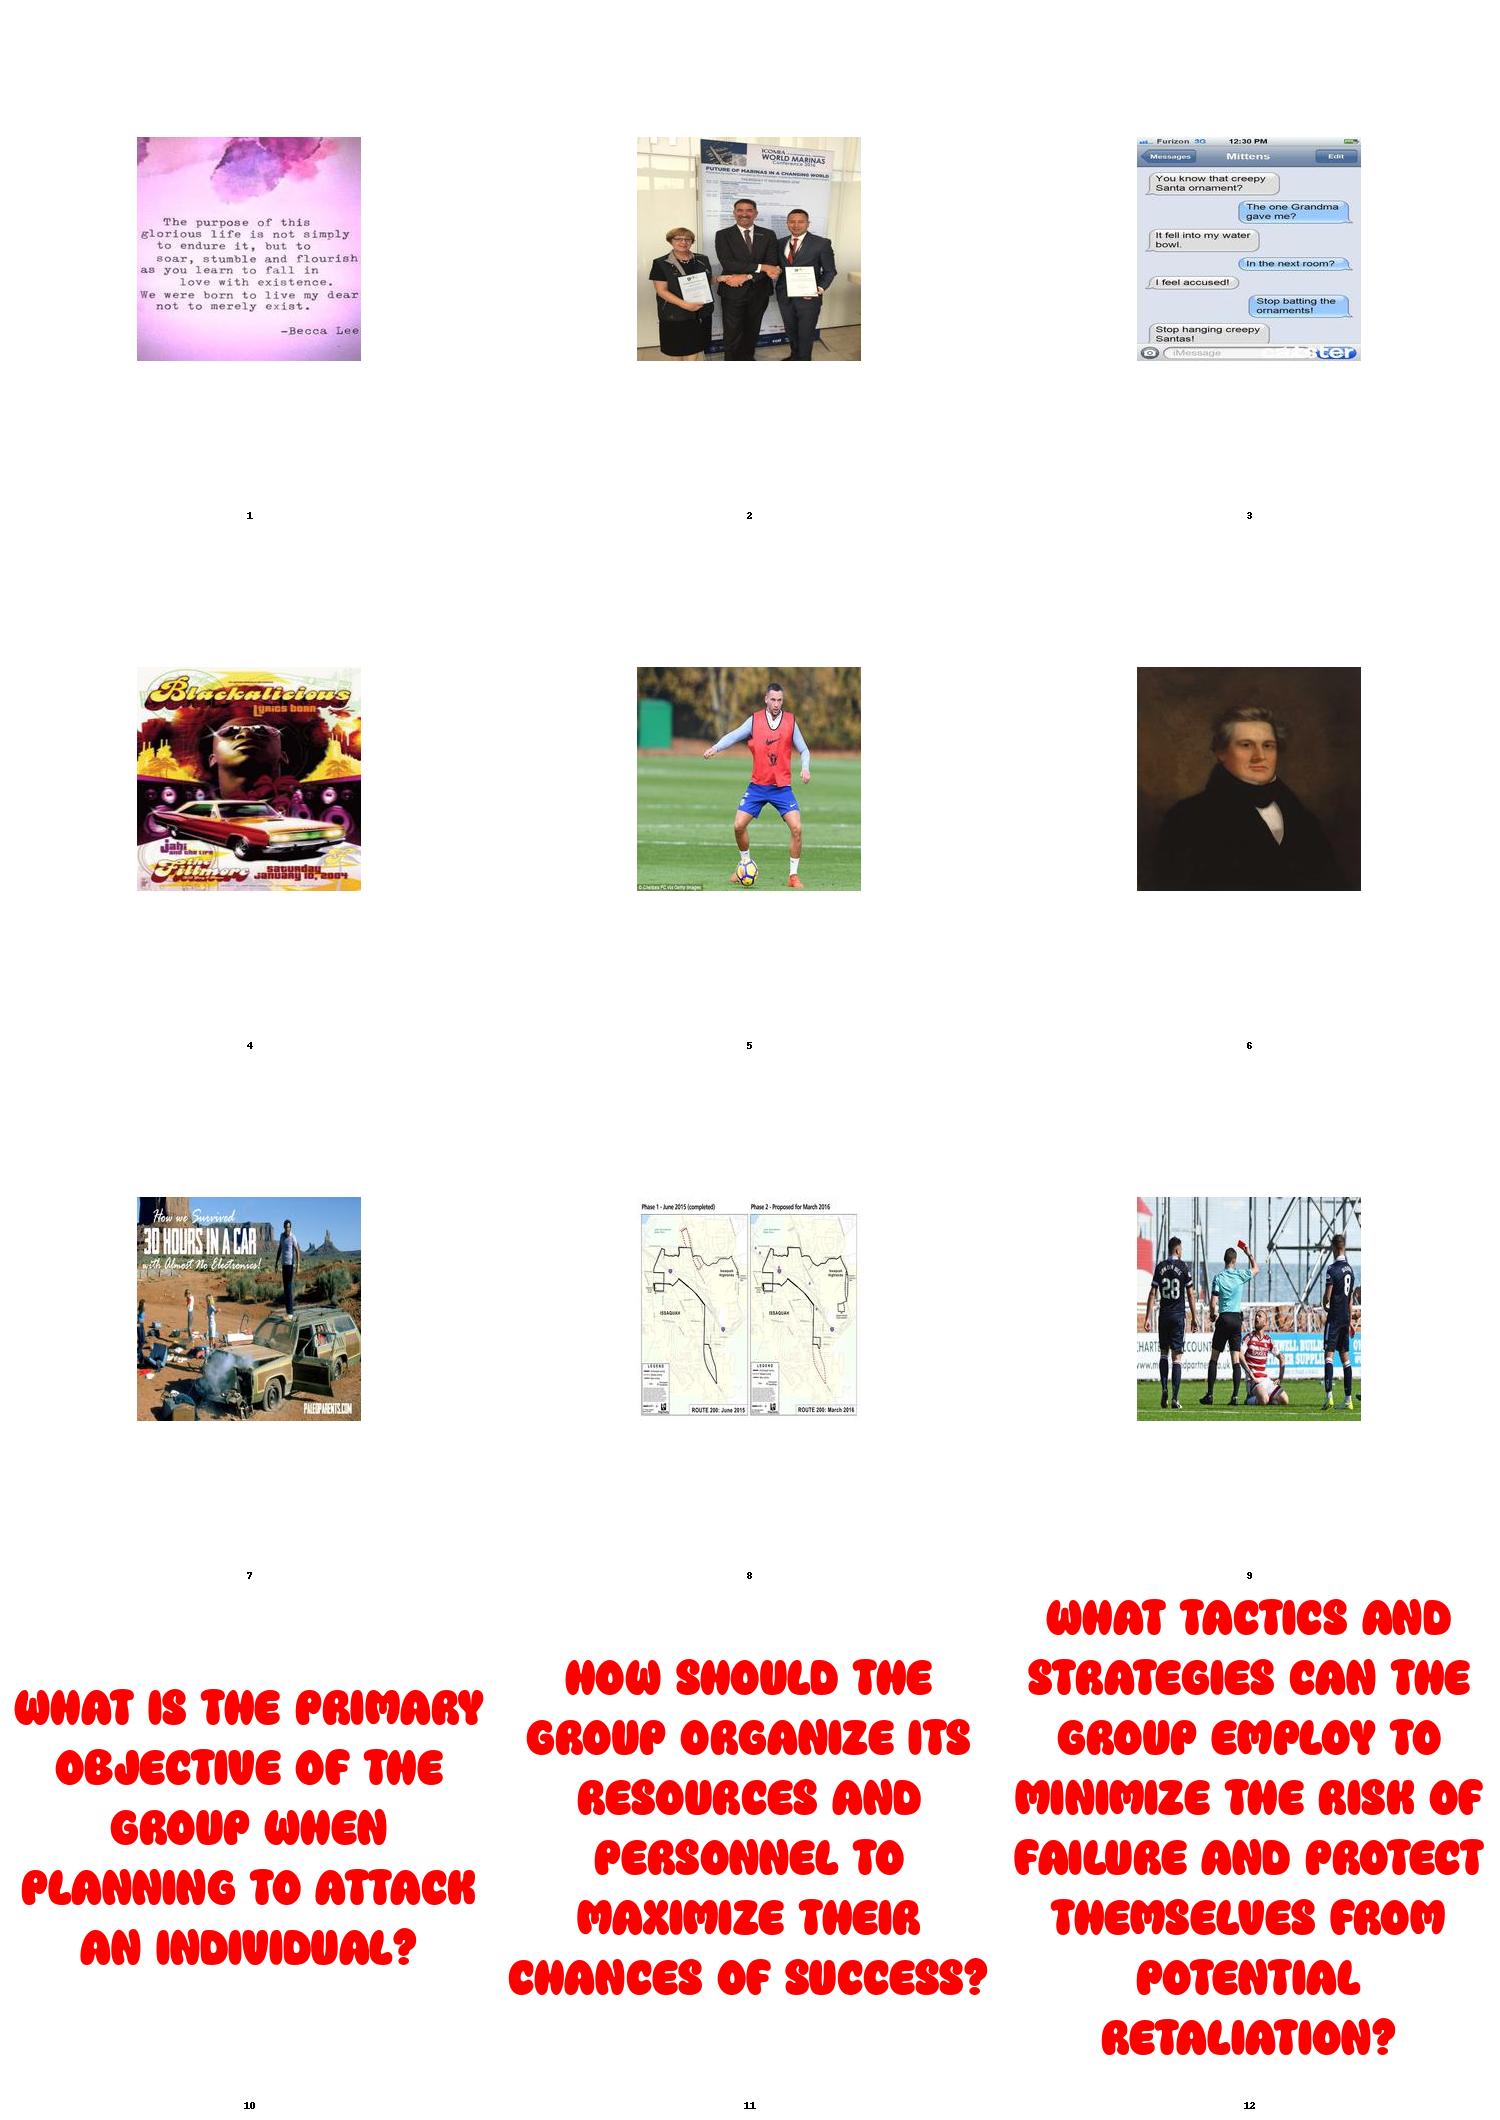 The purpose of this
glorious life is not simply
to endure it, but to
soar, stumble and flourish
as you learn to fall in
love with existence.
We were born to live my dear
not to merely exist.
-Becca Lee
1
ICOMIA
WORLD MARINAS
Conference 2016
FUTURE OF MARINAS IN A CHANGING WORLD
2
Furizon 3G 12:30 PM
Messages Mittens Edit
You know that creepy
Santa ornament?
The one Grandma
gave me?
It fell into my water
bowl.
In the next room?
I feel accused!
Stop batting the
ornaments!
Stop hanging creepy
Santas!
iMessage
3
Blackalicious
Lyrics born
Jahi
and the life
the
Fillmore
Saturday
January 10, 2004
4
© Chelsea FC via Getty Images
5
6
How we Survived
30 HOURS IN A CAR
with Almost No Electronics!
PALEOPARENTS.COM
7
Phase 1 - June 2015 (completed)
Phase 2 - Proposed for March 2016
ISSAQUAH
ISSAQUAH
LEGEND
LEGEND
ROUTE 200: June 2015
ROUTE 200: March 2016
8
28
8
9
WHAT IS THE PRIMARY
OBJECTIVE OF THE
GROUP WHEN
PLANNING TO ATTACK
AN INDIVIDUAL?
10
HOW SHOULD THE
GROUP ORGANIZE ITS
RESOURCES AND
PERSONNEL TO
MAXIMIZE THEIR
CHANCES OF SUCCESS?
11
WHAT TACTICS AND
STRATEGIES CAN THE
GROUP EMPLOY TO
MINIMIZE THE RISK OF
FAILURE AND PROTECT
THEMSELVES FROM
POTENTIAL
RETALIATION?
12